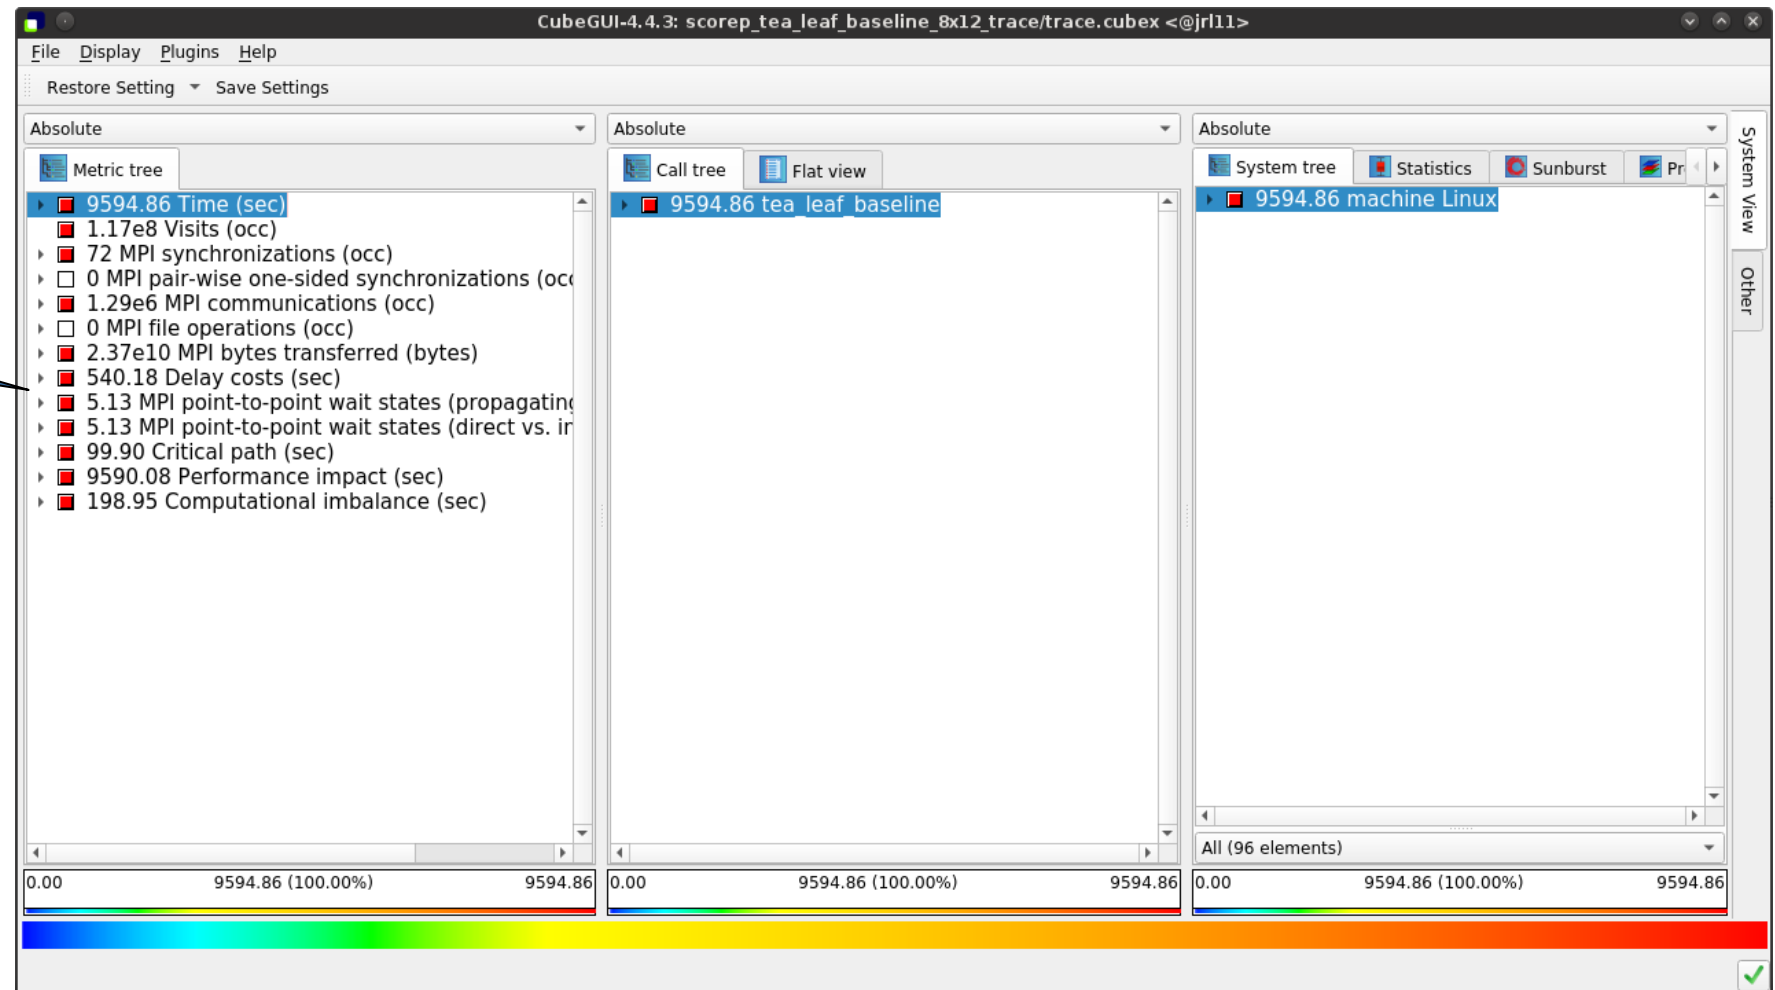 CubeGUI-4.4.3: scorep_tea_leaf_baseline_8x12_trace/trace.cubex <@jrl11>
File Display Plugins Help
Restore Setting Save Settings
Absolute
Metric tree
9594.86 Time (sec)
1.17e8 Visits (occ)
72 MPI synchronizations (occ)
0 MPI pair-wise one-sided synchronizations (occ
1.29e6 MPI communications (occ)
0 MPI file operations (occ)
2.37e10 MPI bytes transferred (bytes)
540.18 Delay costs (sec)
5.13 MPI point-to-point wait states (propagating
5.13 MPI point-to-point wait states (direct vs. in
99.90 Critical path (sec)
9590.08 Performance impact (sec)
198.95 Computational imbalance (sec)
0.00 9594.86 (100.00%) 9594.86
Absolute
Call tree Flat view
9594.86 tea_leaf_baseline
0.00 9594.86 (100.00%) 9594.86
Absolute
System tree Statistics Sunburst Pr
9594.86 machine Linux
All (96 elements)
0.00 9594.86 (100.00%) 9594.86
System View
Other